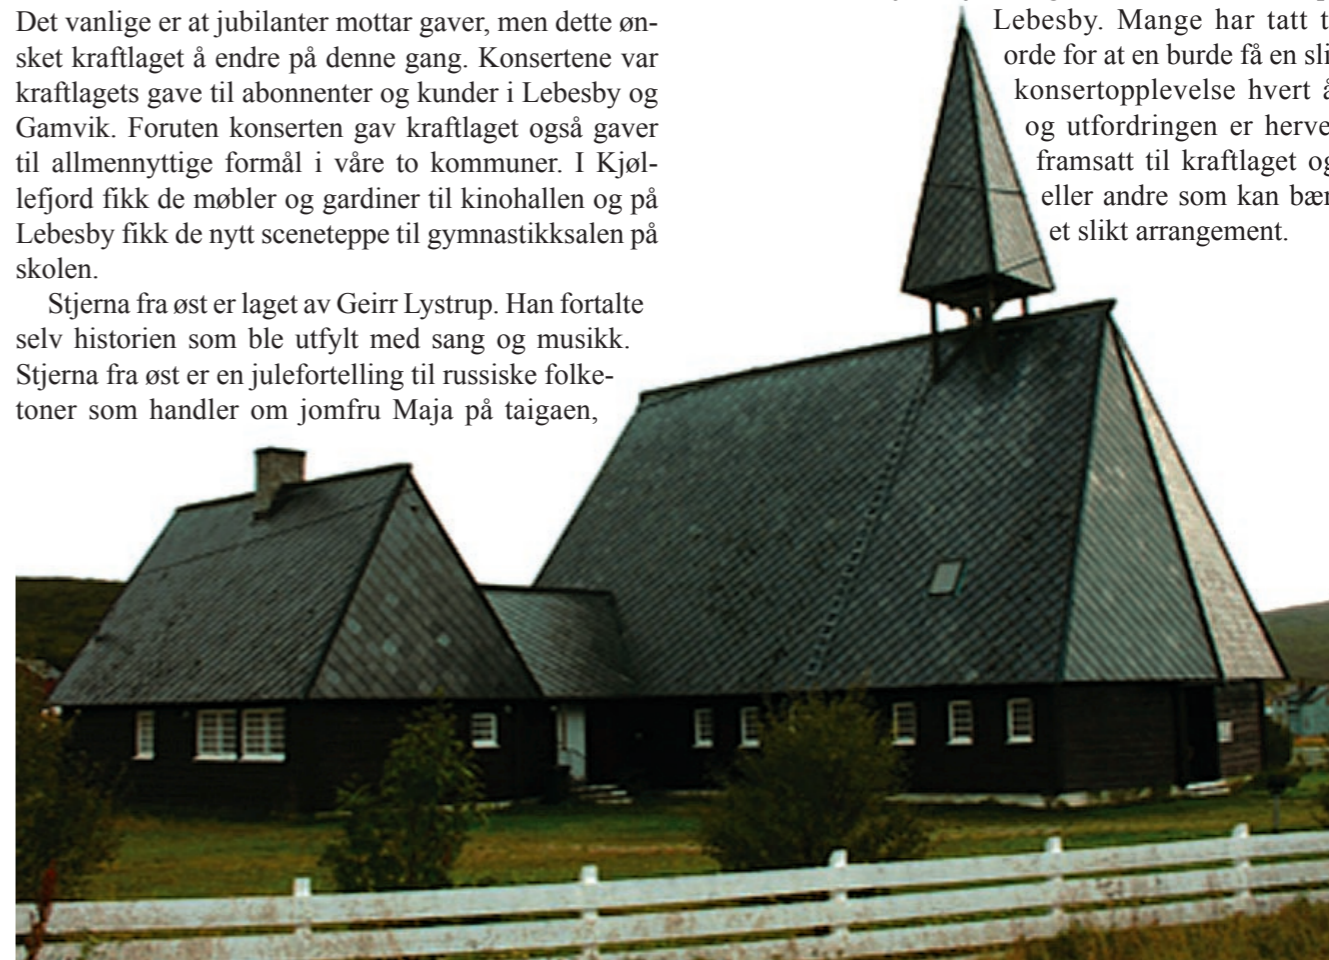 Det vanlige er at jubilanter mottar gaver, men dette øn-
sket kraftlaget å endre på denne gang. Konsertene var
kraftlagets gave til abonnenter og kunder i Lebesby og
Gamvik. Foruten konserten gav kraftlaget også gaver
til allmennyttige formål i våre to kommuner. I Kjøl-
lefjord fikk de møbler og gardiner til kinohallen og på
Lebesby fikk de nytt sceneteppe til gymnastikksalen på
skolen.
Stjerna fra øst er laget av Geirr Lystrup. Han fortalte
selv historien som ble utfylt med sang og musikk.
Stjerna fra øst er en julefortelling til russiske folke-
toner som handler om jomfru Maja på taigaen,
Lebesby. Mange har tatt
orde for at en burde få en
konsertopplevelse hvert
og utfordringen er
framsatt til kraftlaget
eller andre som kan
et slikt arrangement.